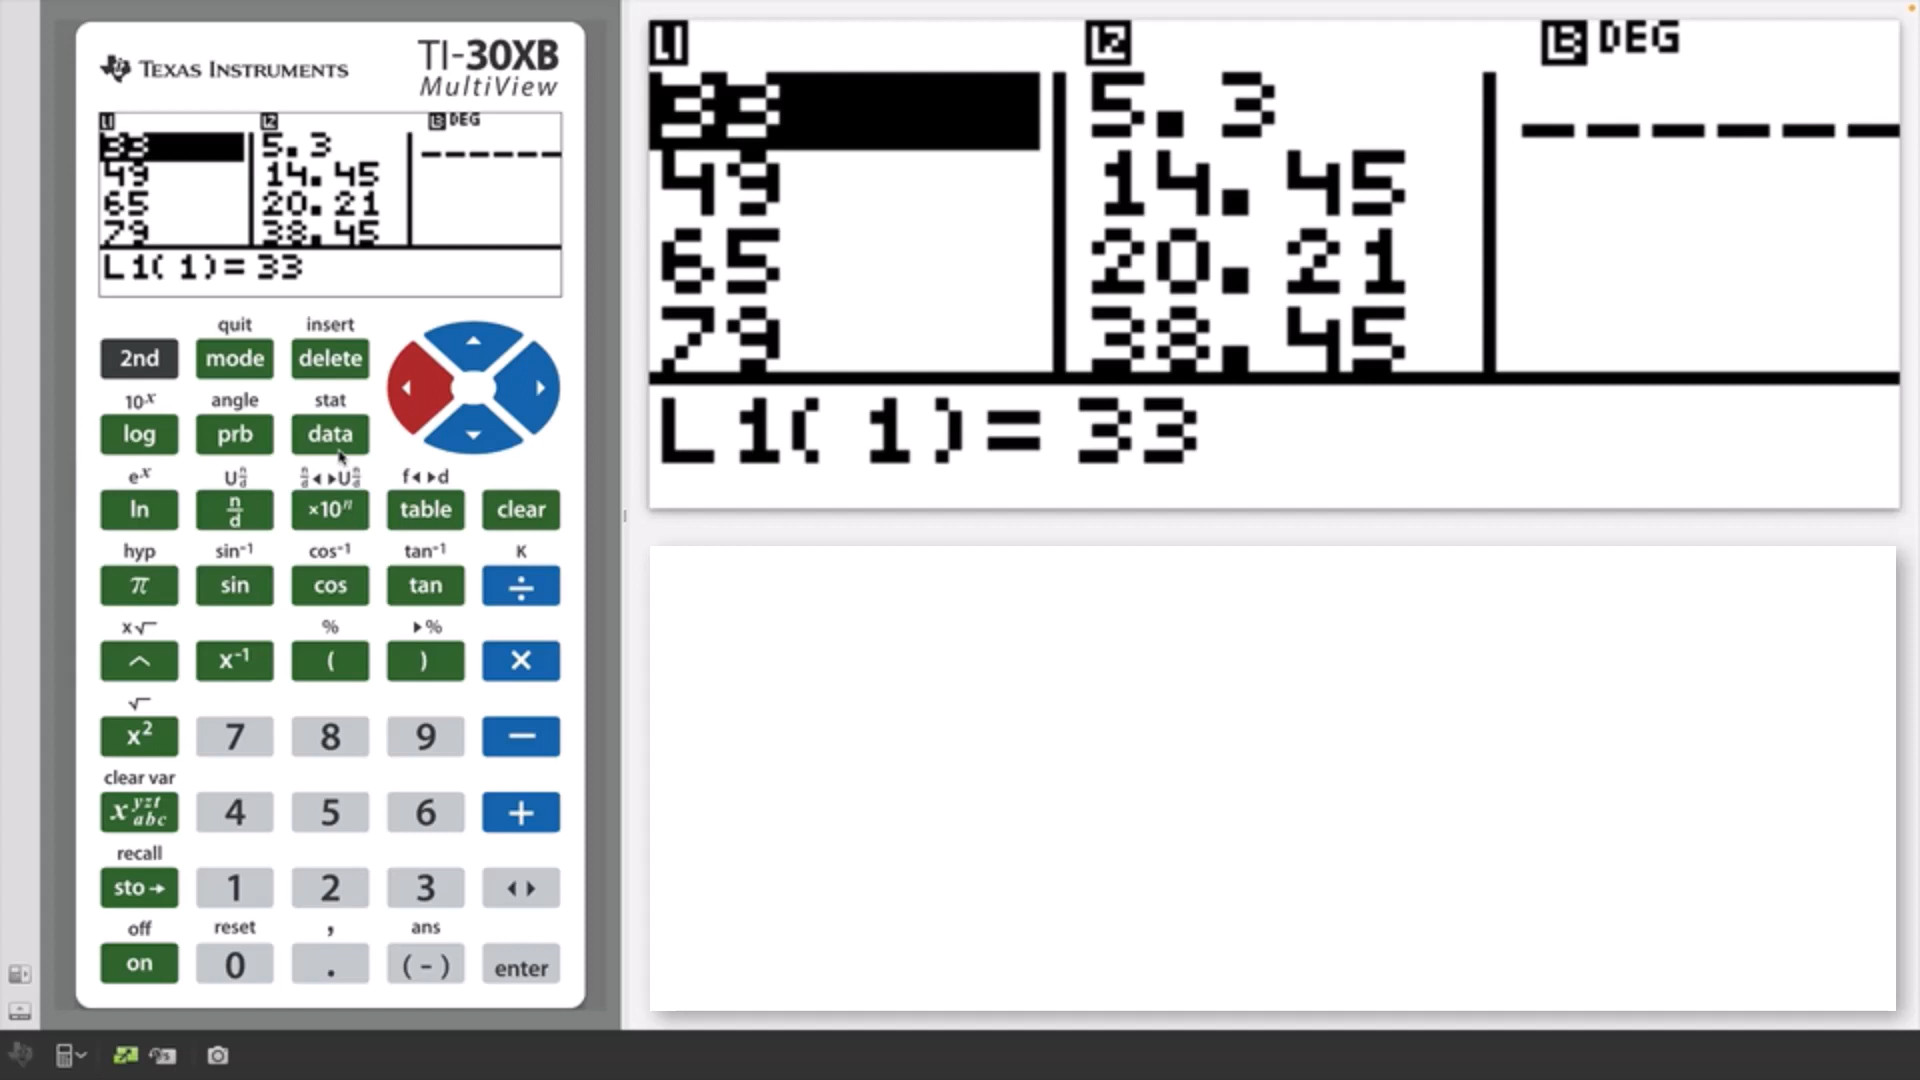 TEXAS INSTRUMENTS
TI-30XB
MultiView
L1 L2 L3 DEG
33 5.3
49 14.45
65 20.21
79 38.45
L1( 1)=33
quit insert
2nd mode delete
10^x angle stat
log prb data
e^x U n/d n/d ◂ ▸U n/d f◂ ▸d
ln n/d ×10^n table clear
hyp sin⁻¹ cos⁻¹ tan⁻¹ K
π sin cos tan ÷
x√ % ▸%
^ x⁻¹ ( ) ×
√
x² 7 8 9 −
clear var
x yzt abc 4 5 6 +
recall
sto→ 1 2 3 ◂ ▸
off reset , ans
on 0 . (-) enter
L1 L2 L3 DEG
33 5.3
49 14.45
65 20.21
79 38.45
L1( 1)=33